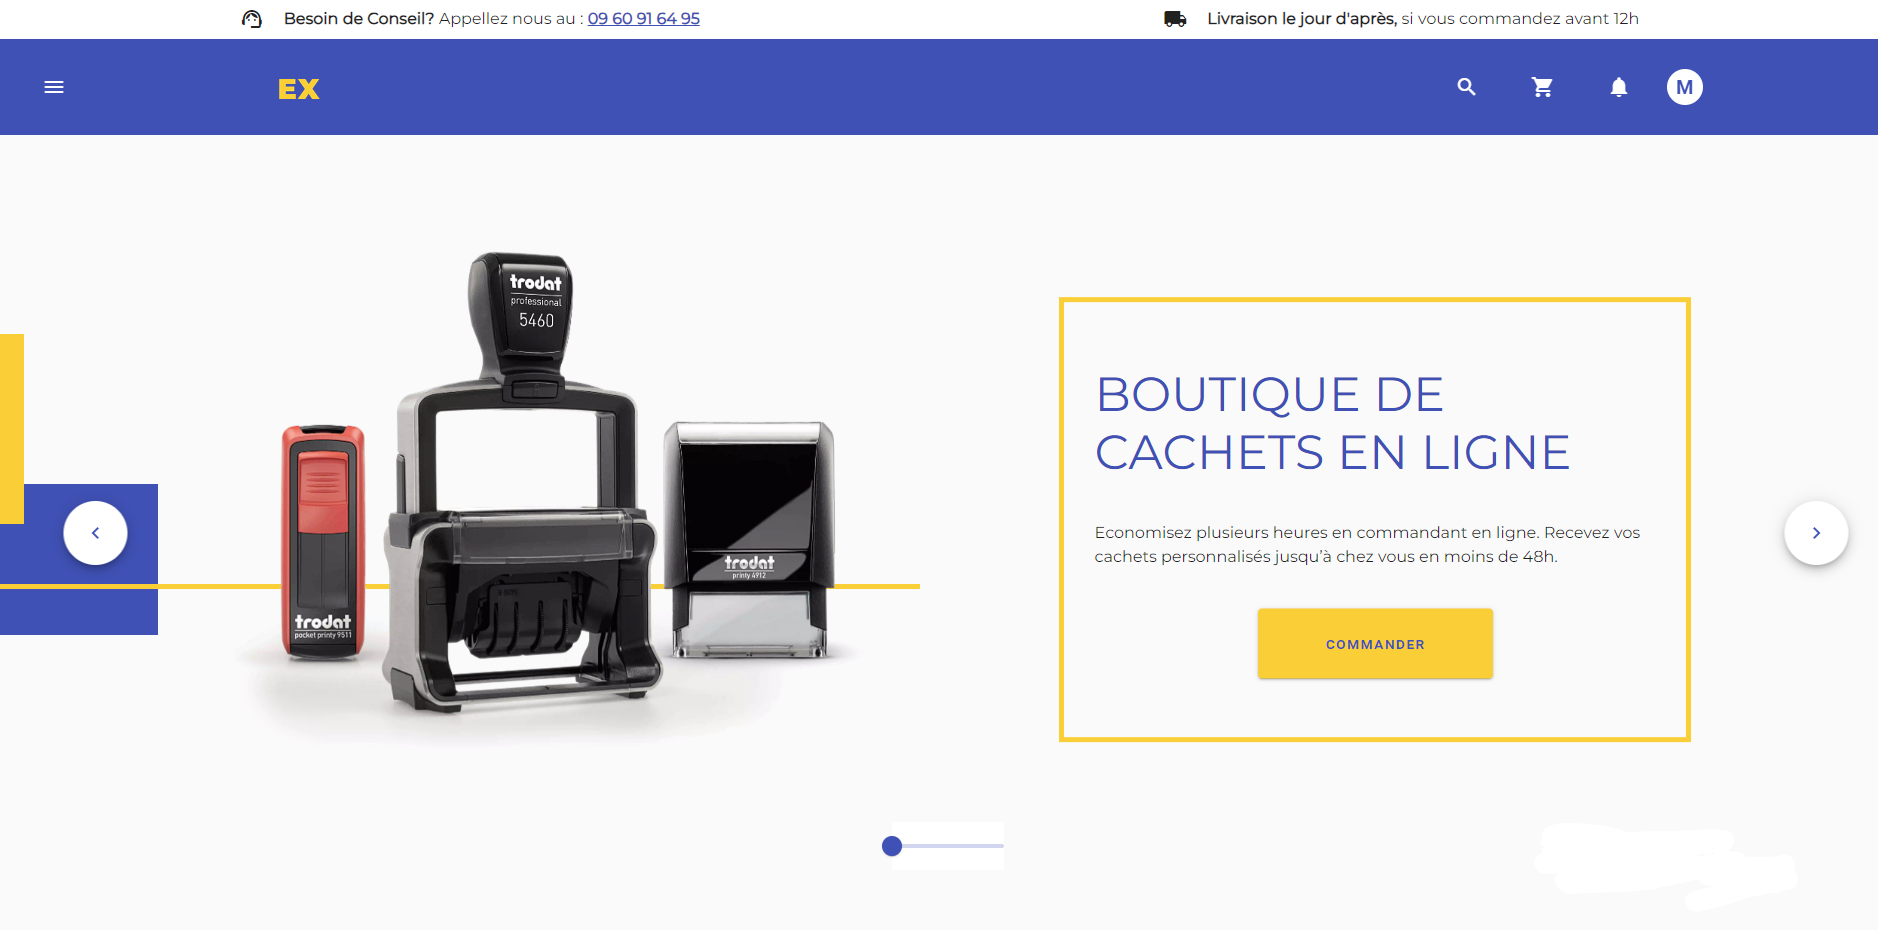 Besoin de Conseil? Appellez nous au : 09 60 91 64 95
Livraison le jour d'après, si vous commandez avant 12h
EX
M
trodat
professional
5460
BOUTIQUE DE
CACHETS EN LIGNE
Economisez plusieurs heures en commandant en ligne. Recevez vos
cachets personnalisés jusqu'à chez vous en moins de 48h.
COMMANDER
trodat
printy 4912
trodat
pocket printy 9511